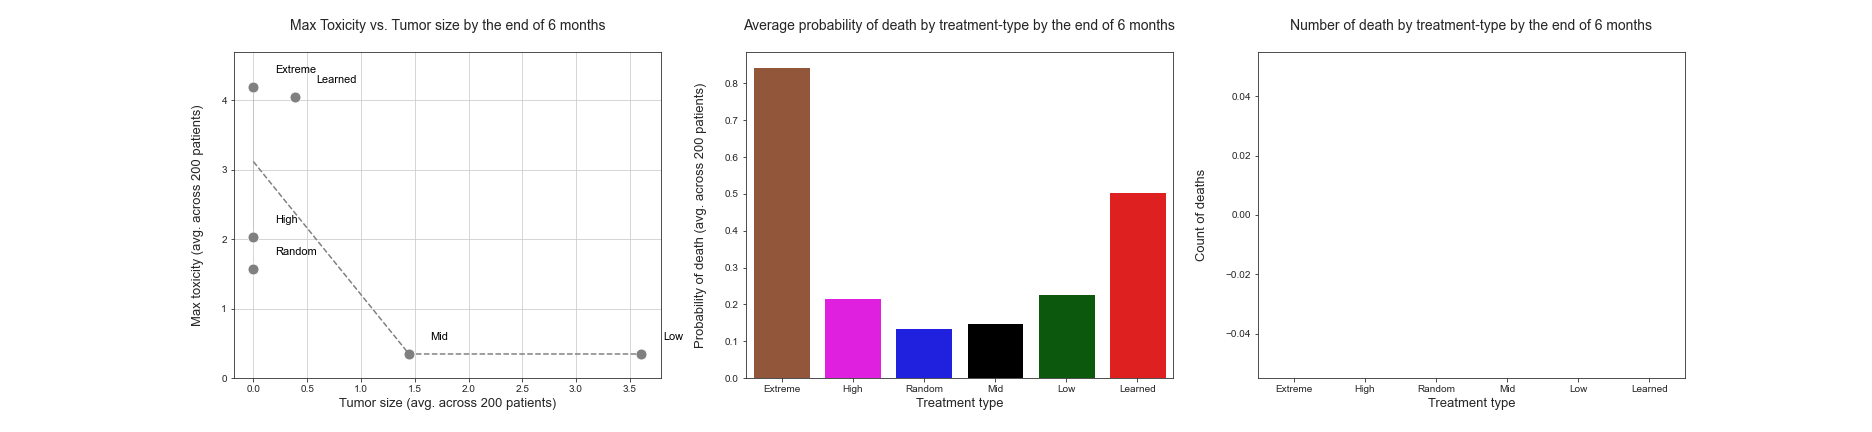 Max Toxicity vs. Tumor size by the end of 6 months
Extreme
Learned
High
Random
Mid
Low
4
3
2
1
0
0.0 0.5 1.0 1.5 2.0 2.5 3.0 3.5
Max toxicity (avg. across 200 patients)
Tumor size (avg. across 200 patients)
Average probability of death by treatment-type by the end of 6 months
0.8
0.7
0.6
0.5
0.4
0.3
0.2
0.1
0.0
Extreme High Random Mid Low Learned
Probability of death (avg. across 200 patients)
Treatment type
Number of death by treatment-type by the end of 6 months
0.04
0.02
0.00
−0.02
−0.04
Extreme High Random Mid Low Learned
Count of deaths
Treatment type